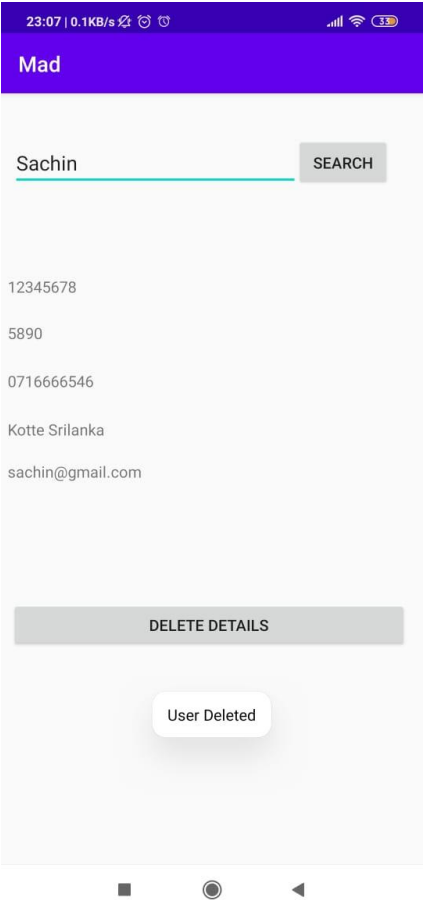 23:07 | 0.1KB/s
33
Mad
Sachin
SEARCH
12345678
5890
0716666546
Kotte Srilanka
sachin@gmail.com
DELETE DETAILS
User Deleted